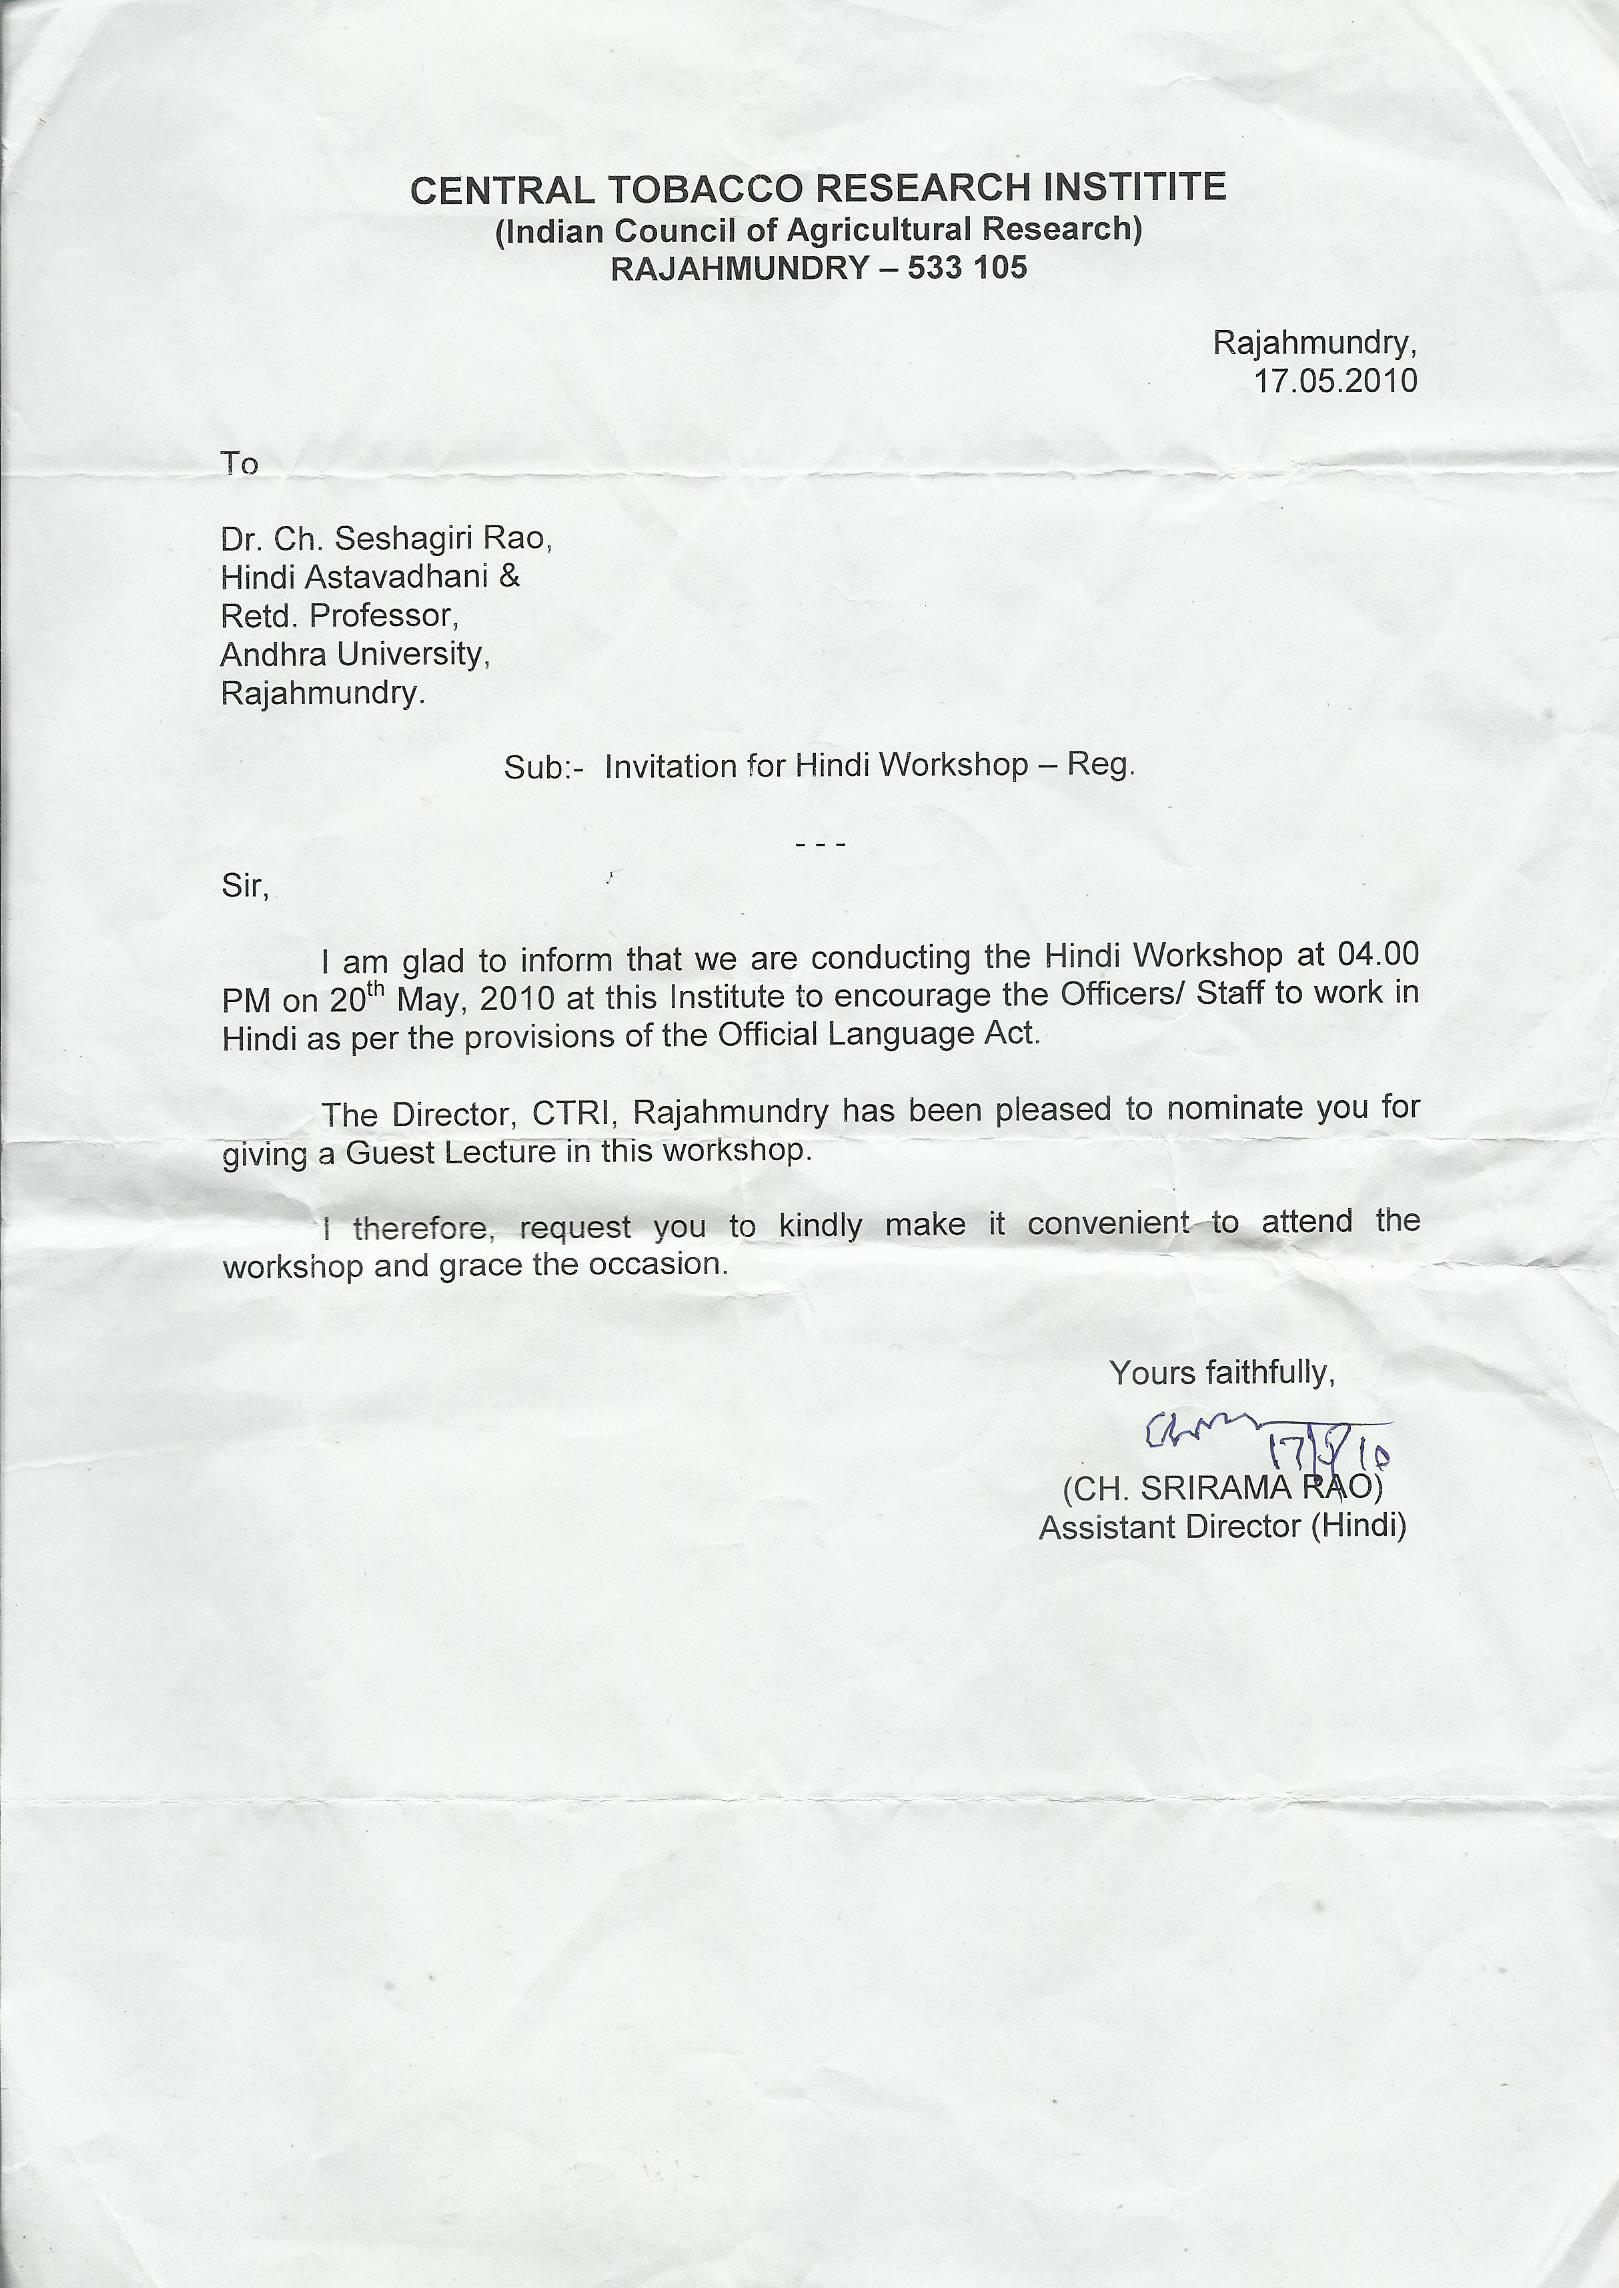 CENTRAL TOBACCO RESEARCH INSTITITE
(Indian Council of Agricultural Research)
RAJAHMUNDRY – 533 105
Rajahmundry,
17.05.2010
To
Dr. Ch. Seshagiri Rao,
Hindi Astavadhani &
Retd. Professor,
Andhra University,
Rajahmundry.
Sub:- Invitation for Hindi Workshop – Reg.
- - -
Sir,
I am glad to inform that we are conducting the Hindi Workshop at 04.00
PM on 20th May, 2010 at this Institute to encourage the Officers/ Staff to work in
Hindi as per the provisions of the Official Language Act.
The Director, CTRI, Rajahmundry has been pleased to nominate you for
giving a Guest Lecture in this workshop.
I therefore, request you to kindly make it convenient to attend the
workshop and grace the occasion.
Yours faithfully,
17/5/10
(CH. SRIRAMA RAO)
Assistant Director (Hindi)